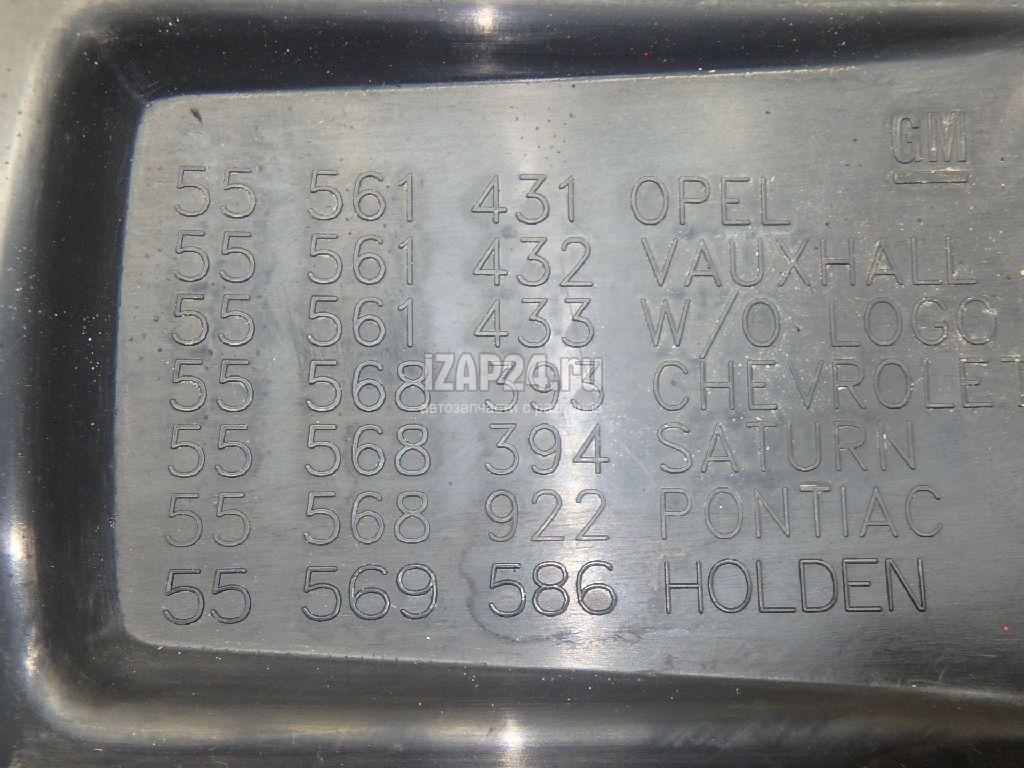 GM
55 561 431 OPEL
55 561 432 VAUXHALL
55 561 433 W/O LOGO
55 568 393 CHEVROLET
55 568 394 SATURN
55 568 922 PONTIAC
55 569 586 HOLDEN
iZAP24.ru